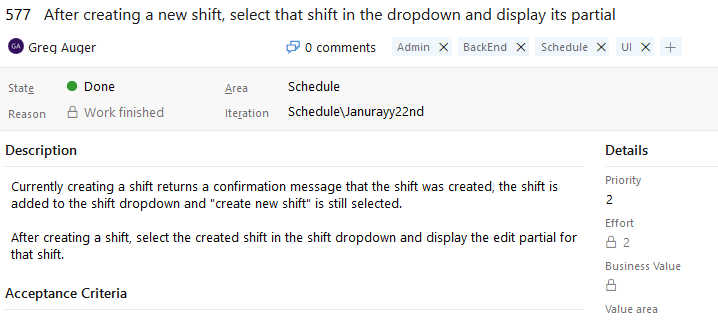 577 After creating a new shift, select that shift in the dropdown and display its partial
GA Greg Auger 0 comments Admin BackEnd Schedule UI
State Done Area Schedule
Reason Work finished Iteration Schedule\Janurayy22nd
Description Details
Currently creating a shift returns a confirmation message that the shift was created, the shift is
added to the shift dropdown and "create new shift" is still selected.
After creating a shift, select the created shift in the shift dropdown and display the edit partial for
that shift.
Acceptance Criteria
Priority
2
Effort
2
Business Value
Value area